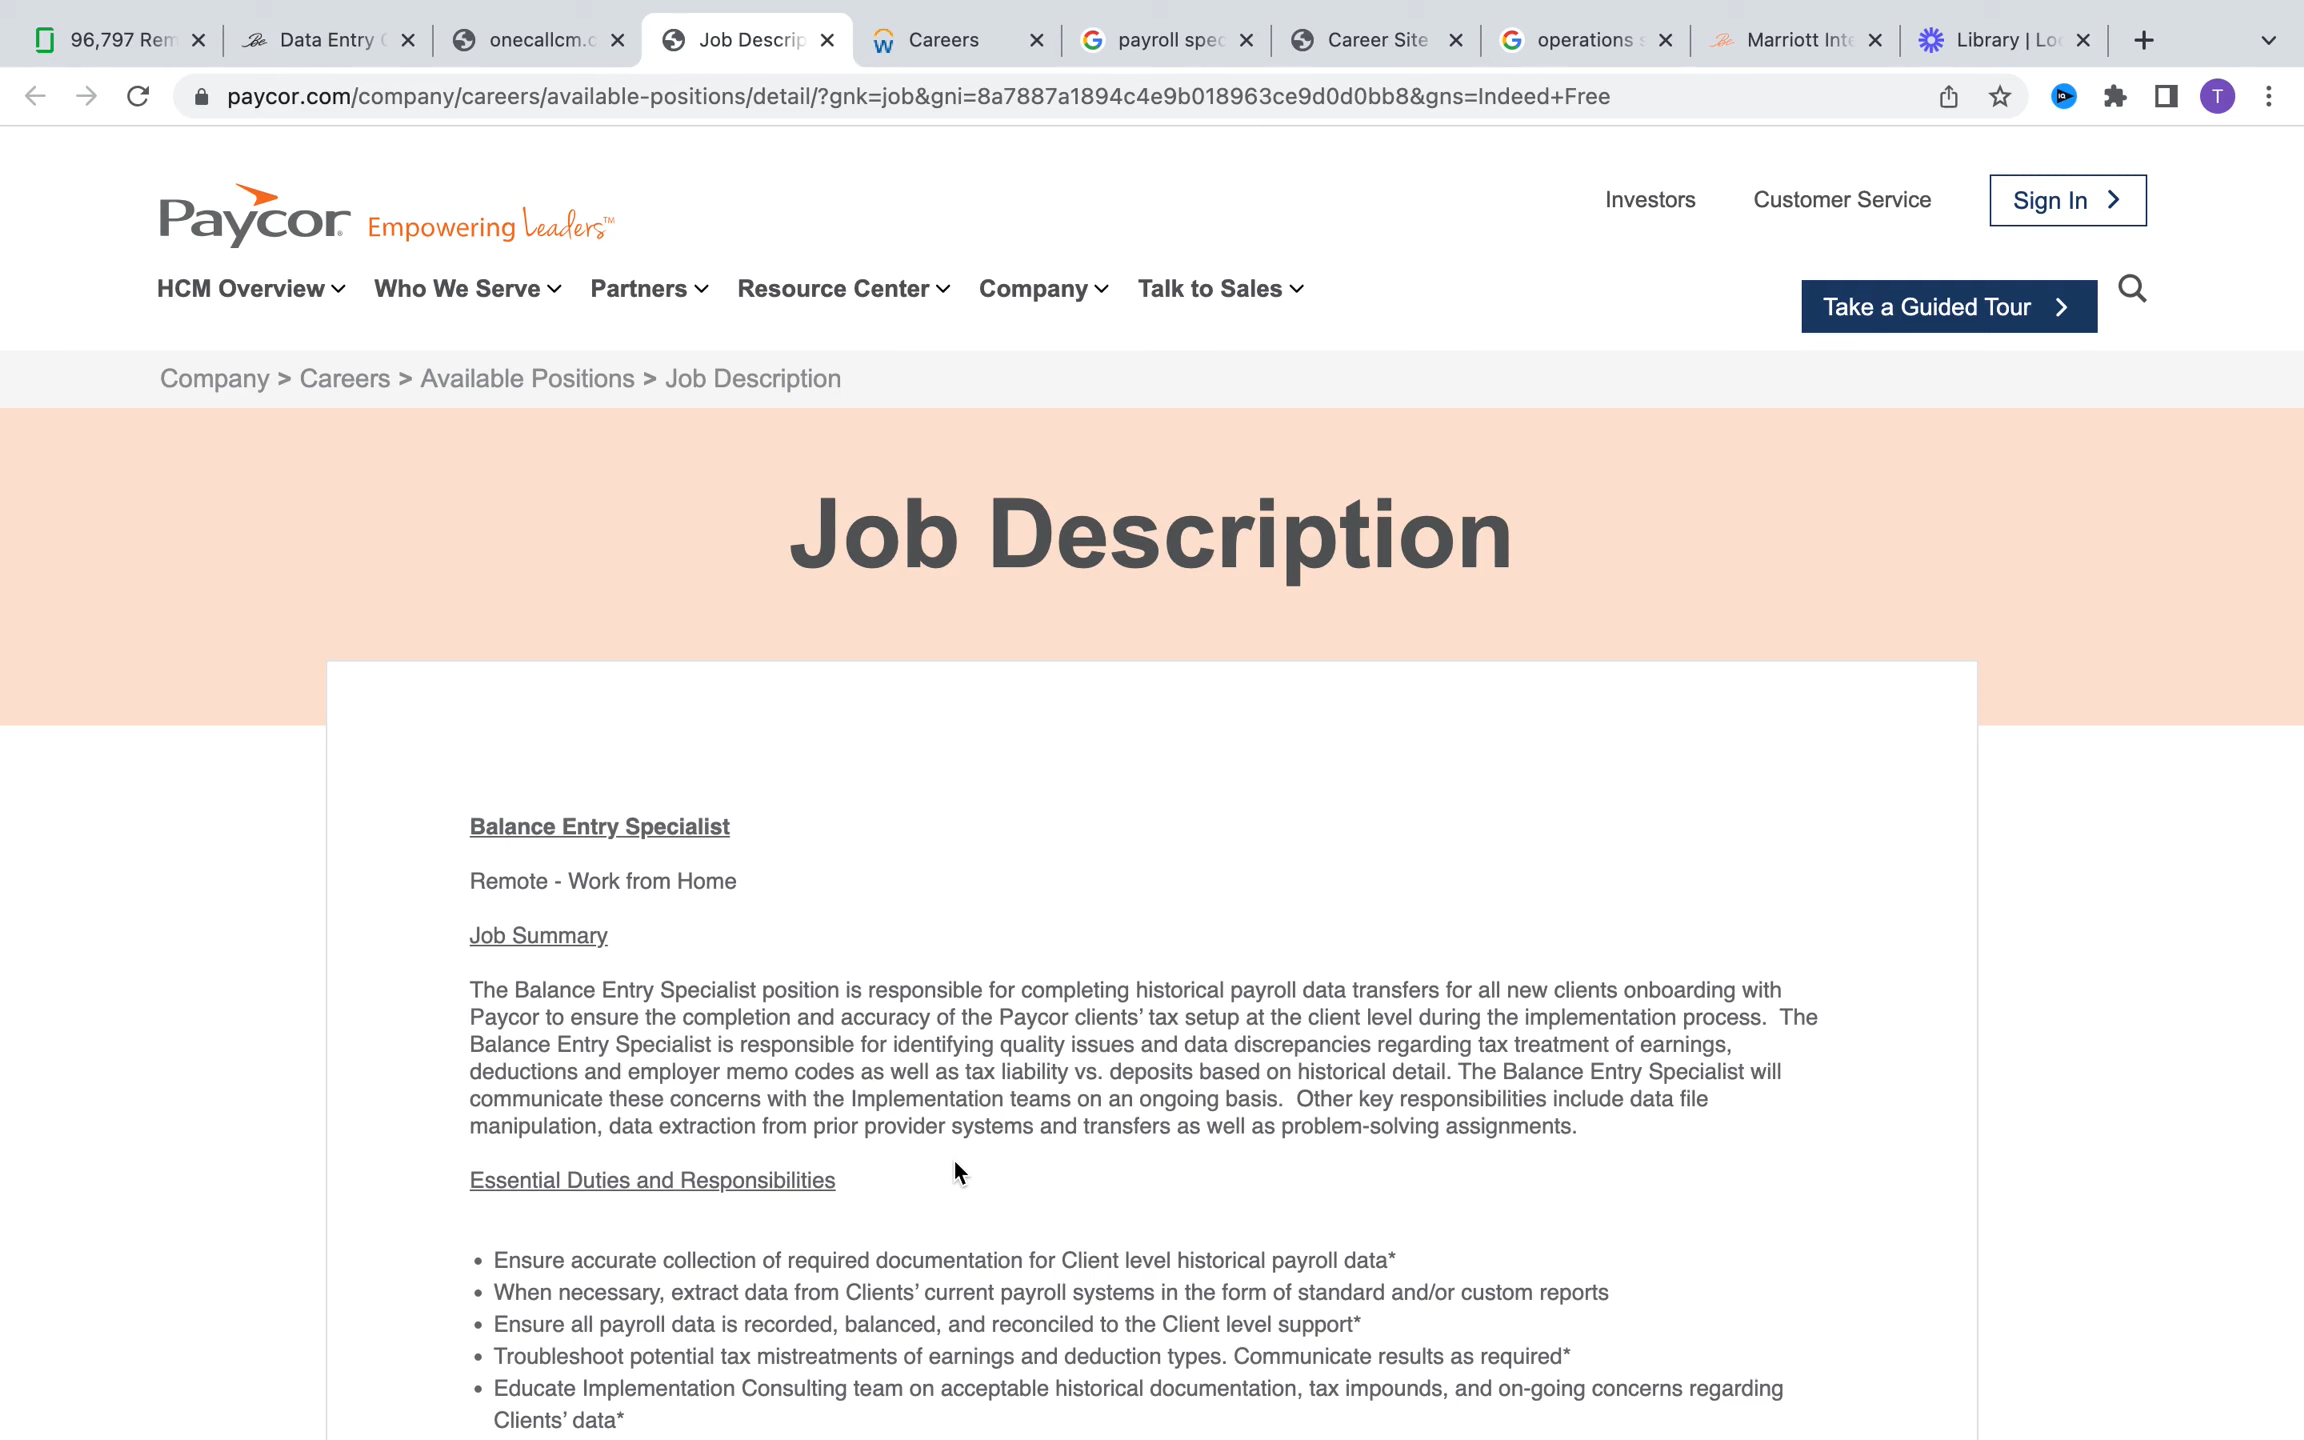 96,797 Rem
Data Entry
onecallcm.c
Job Descrip
Careers
payroll spec
Career Site
operations s
Marriott Inte
Library | Lo
paycor.com/company/careers/available-positions/detail/?gnk=job&gni=8a7887a1894c4e9b018963ce9d0d0bb8&gns=Indeed+Free
T
Paycor Empowering Leaders™
Investors
Customer Service
Sign In
HCM Overview
Who We Serve
Partners
Resource Center
Company
Talk to Sales
Take a Guided Tour
Company > Careers > Available Positions > Job Description
Job Description
Balance Entry Specialist
Remote - Work from Home
Job Summary
The Balance Entry Specialist position is responsible for completing historical payroll data transfers for all new clients onboarding with
Paycor to ensure the completion and accuracy of the Paycor clients’ tax setup at the client level during the implementation process. The
Balance Entry Specialist is responsible for identifying quality issues and data discrepancies regarding tax treatment of earnings,
deductions and employer memo codes as well as tax liability vs. deposits based on historical detail. The Balance Entry Specialist will
communicate these concerns with the Implementation teams on an ongoing basis. Other key responsibilities include data file
manipulation, data extraction from prior provider systems and transfers as well as problem-solving assignments.
Essential Duties and Responsibilities
• Ensure accurate collection of required documentation for Client level historical payroll data*
• When necessary, extract data from Clients’ current payroll systems in the form of standard and/or custom reports
• Ensure all payroll data is recorded, balanced, and reconciled to the Client level support*
• Troubleshoot potential tax mistreatments of earnings and deduction types. Communicate results as required*
• Educate Implementation Consulting team on acceptable historical documentation, tax impounds, and on-going concerns regarding
Clients’ data*